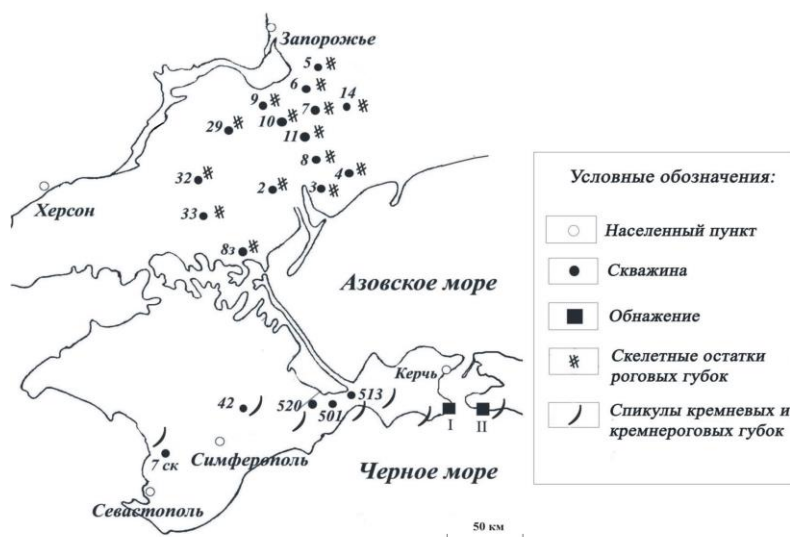 Запорожье
5
6
9
7
14
10
29
11
8
4
32
2
3
Херсон
33
8з
Азовское море
Керчь
42
520
501
513
I
II
7 ск
Симферополь
Черное море
Севастополь
50 км
Условные обозначения:
Населенный пункт
Скважина
Обнажение
Скелетные остатки
роговых губок
Спикулы кремневых и
кремнероговых губок